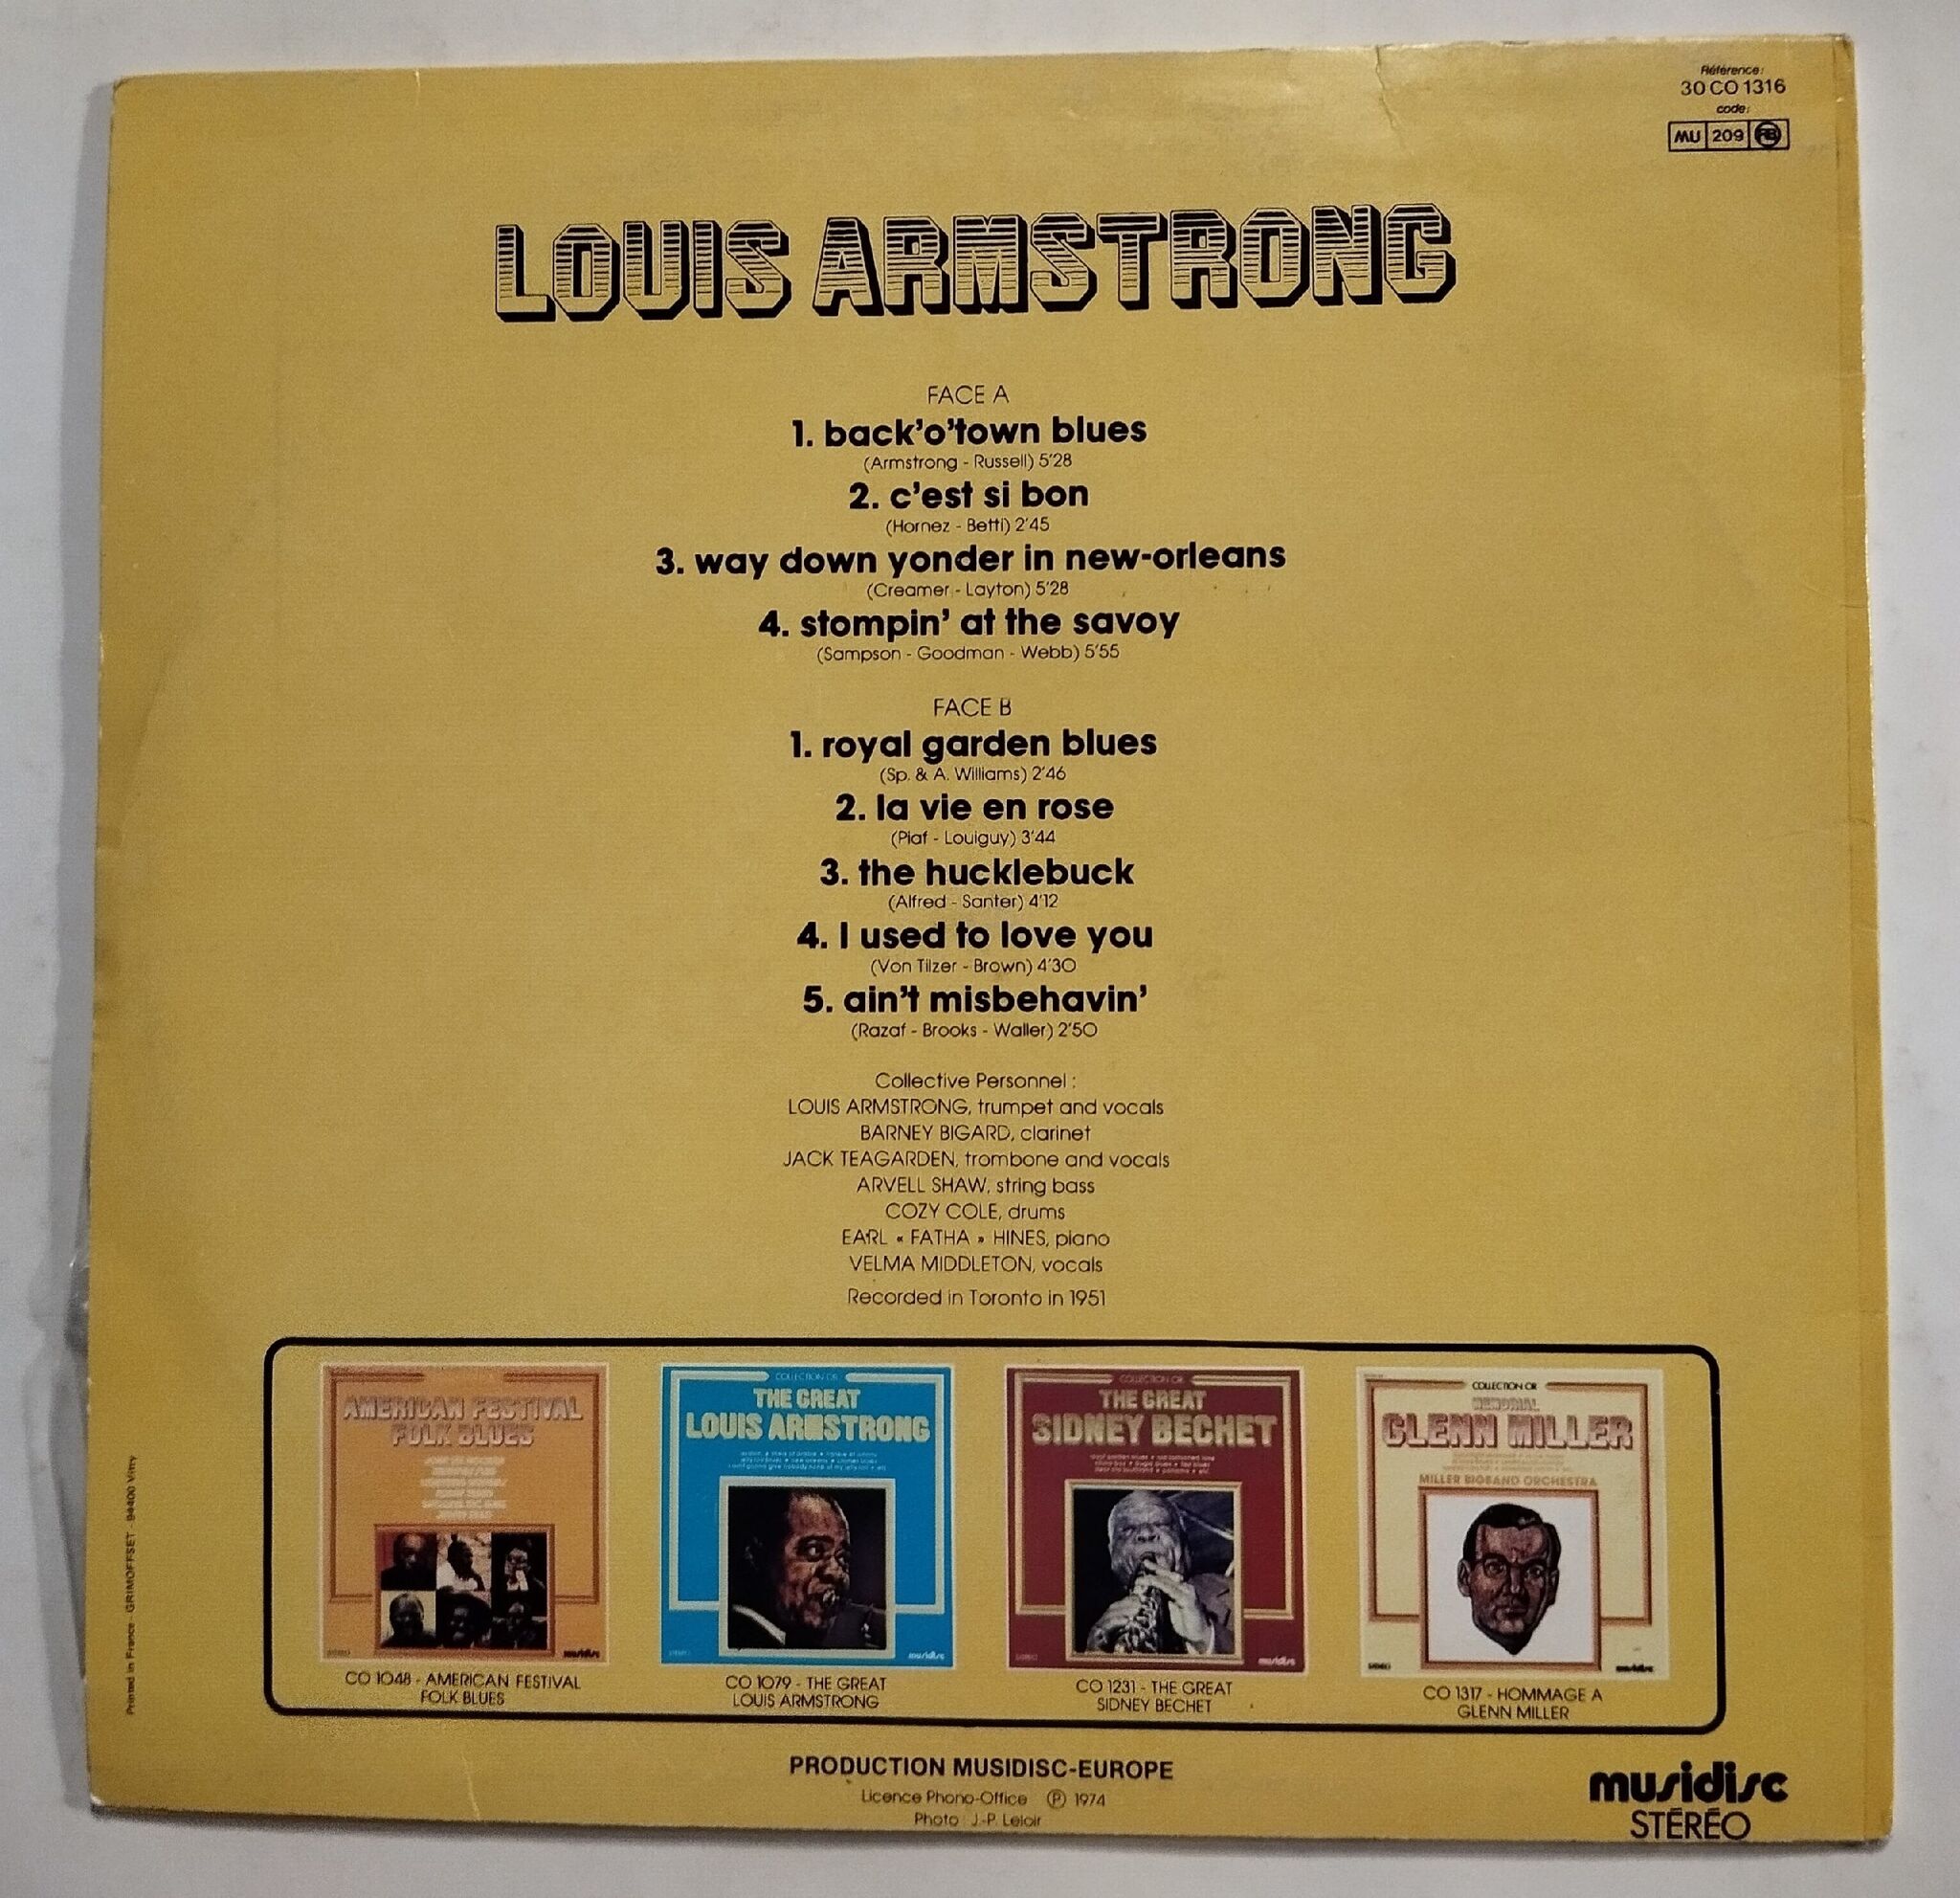 Référence:
30 CO 1316
code:
MU 209
LOUIS ARMSTRONG
FACE A
1. back'o'town blues
(Armstrong - Russell) 5'28
2. c'est si bon
(Hornez - Betti) 2'45
3. way down yonder in new-orleans
(Creamer - Layton) 5'28
4. stompin' at the savoy
(Sampson - Goodman - Webb) 5'55
FACE B
1. royal garden blues
(Sp. & A. Williams) 2'46
2. la vie en rose
(Piaf - Louiguy) 3'44
3. the hucklebuck
(Alfred - Santer) 4'12
4. I used to love you
(Von Tilzer - Brown) 4'30
5. ain't misbehavin'
(Razaf - Brooks - Waller) 2'50
Collective Personnel :
LOUIS ARMSTRONG, trumpet and vocals
BARNEY BIGARD, clarinet
JACK TEAGARDEN, trombone and vocals
ARVELL SHAW, string bass
COZY COLE, drums
EARL « FATHA » HINES, piano
VELMA MIDDLETON, vocals
Recorded in Toronto in 1951
AMERICAN FESTIVAL
FOLK BLUES
musidisc
CO 1048 - AMERICAN FESTIVAL
FOLK BLUES
COLLECTION OR
THE GREAT
LOUIS ARMSTRONG
musidisc
CO 1079 - THE GREAT
LOUIS ARMSTRONG
COLLECTION OR
THE GREAT
SIDNEY BECHET
musidisc
CO 1231 - THE GREAT
SIDNEY BECHET
COLLECTION OR
MEMORIAL
GLENN MILLER
MILLER BIGBAND ORCHESTRA
STEREO
musidisc
CO 1317 - HOMMAGE A
GLENN MILLER
Printed in France - GRIMOFFSET - 94400 Vitry
PRODUCTION MUSIDISC-EUROPE
Licence Phono-Office Ⓟ 1974
Photo : J.-P. Leloir
musidisc
STÉRÉO